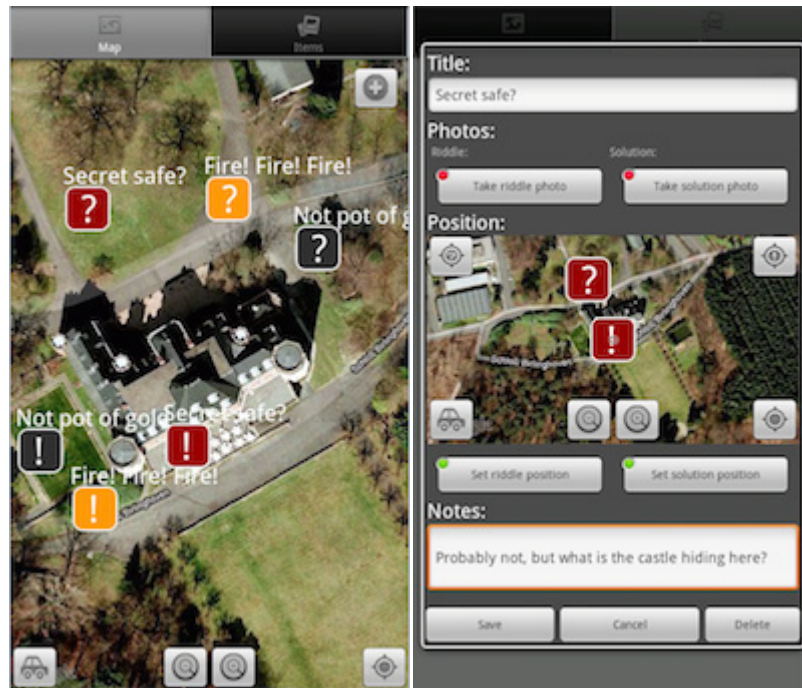 Map
Items
Secret safe?
Fire! Fire! Fire!
?
?
Not pot of g
?
Not pot of gold
Secret safe?
!
!
Fire! Fire! Fire!
!
Title:
Secret safe?
Photos:
Riddle: Solution:
Take riddle photo
Take solution photo
Position:
?
!
Set riddle position
Set solution position
Notes:
Probably not, but what is the castle hiding here?
Save
Cancel
Delete